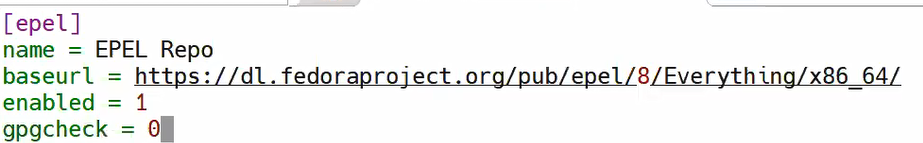 [epel]
name = EPEL Repo
baseurl = https://dl.fedoraproject.org/pub/epel/8/Everything/x86_64/
enabled = 1
gpgcheck = 0